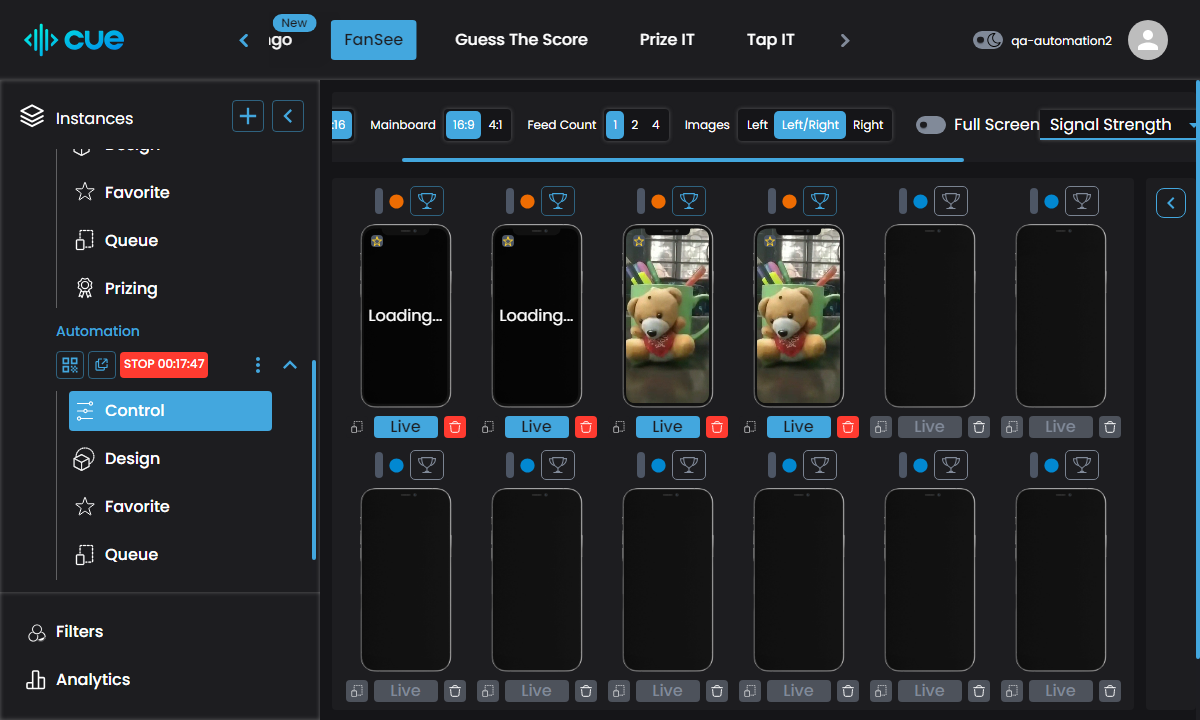 cue
New
FanSee
Guess The Score
Prize IT
Tap IT
qa-automation2
Instances
Favorite
Queue
Prizing
Automation
STOP 00:17:47
Control
Design
Favorite
Queue
Filters
Analytics
Mainboard
16:9
4:1
Feed Count
1
2
4
Images
Left
Left/Right
Right
Full Screen
Signal Strength
Loading...
Loading...
Live
Live
Live
Live
Live
Live
Live
Live
Live
Live
Live
Live